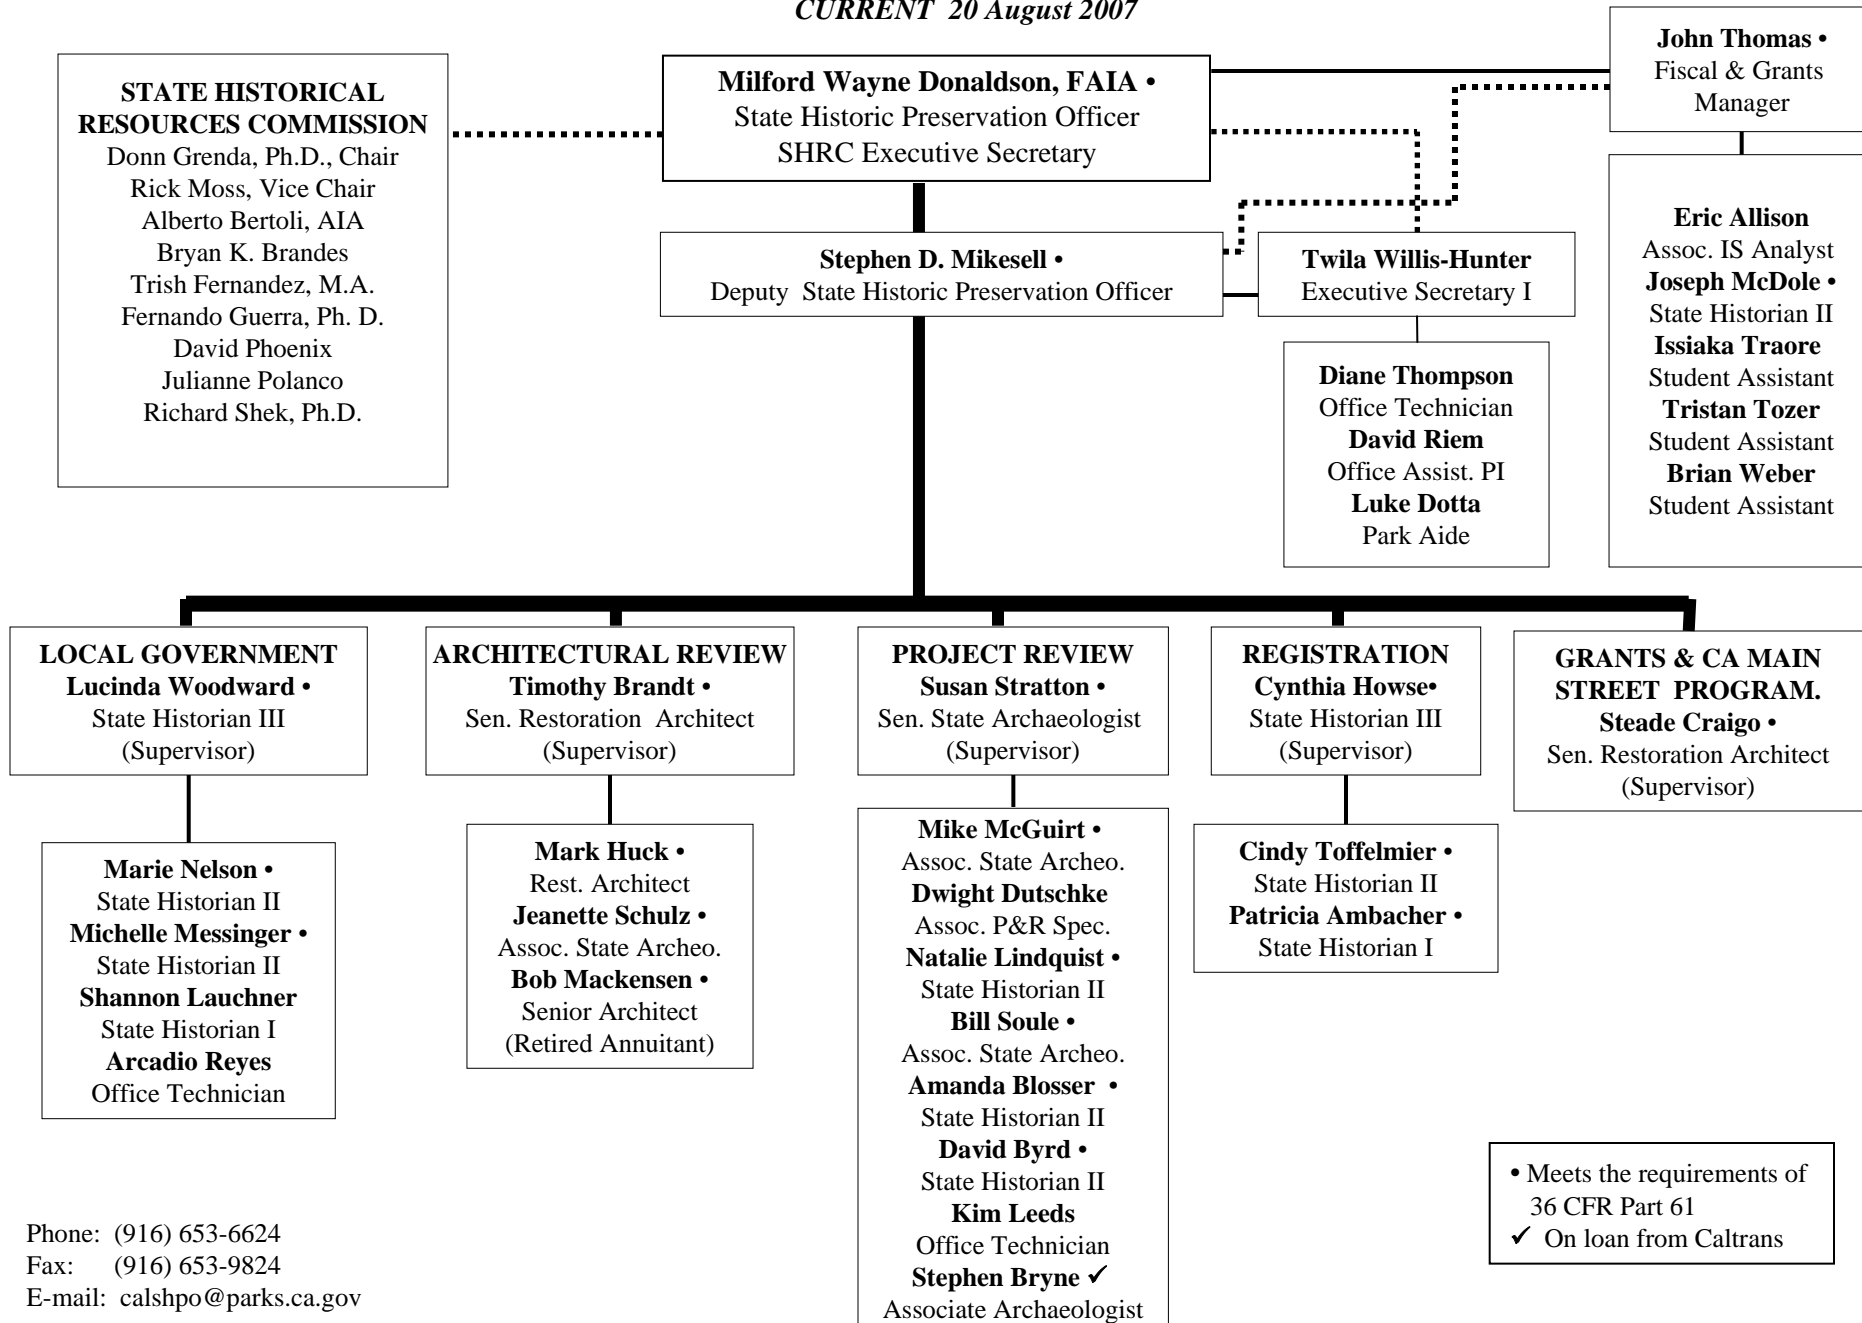 CURRENT 20 August 2007
STATE HISTORICAL
RESOURCES COMMISSION
Donn Grenda, Ph.D., Chair
Rick Moss, Vice Chair
Alberto Bertoli, AIA
Bryan K. Brandes
Trish Fernandez, M.A.
Fernando Guerra, Ph. D.
David Phoenix
Julianne Polanco
Richard Shek, Ph.D.
Milford Wayne Donaldson, FAIA •
State Historic Preservation Officer
SHRC Executive Secretary
John Thomas •
Fiscal & Grants
Manager
Stephen D. Mikesell •
Deputy State Historic Preservation Officer
Twila Willis-Hunter
Executive Secretary I
Diane Thompson
Office Technician
David Riem
Office Assist. PI
Luke Dotta
Park Aide
Eric Allison
Assoc. IS Analyst
Joseph McDole •
State Historian II
Issiaka Traore
Student Assistant
Tristan Tozer
Student Assistant
Brian Weber
Student Assistant
LOCAL GOVERNMENT
Lucinda Woodward •
State Historian III
(Supervisor)
Marie Nelson •
State Historian II
Michelle Messinger •
State Historian II
Shannon Lauchner
State Historian I
Arcadio Reyes
Office Technician
ARCHITECTURAL REVIEW
Timothy Brandt •
Sen. Restoration Architect
(Supervisor)
Mark Huck •
Rest. Architect
Jeanette Schulz •
Assoc. State Archeo.
Bob Mackensen •
Senior Architect
(Retired Annuitant)
PROJECT REVIEW
Susan Stratton •
Sen. State Archaeologist
(Supervisor)
Mike McGuirt •
Assoc. State Archeo.
Dwight Dutschke
Assoc. P&R Spec.
Natalie Lindquist •
State Historian II
Bill Soule •
Assoc. State Archeo.
Amanda Blosser •
State Historian II
David Byrd •
State Historian II
Kim Leeds
Office Technician
Stephen Bryne ✓
Associate Archaeologist
REGISTRATION
Cynthia Howse•
State Historian III
(Supervisor)
Cindy Toffelmier •
State Historian II
Patricia Ambacher •
State Historian I
GRANTS & CA MAIN
STREET PROGRAM.
Steade Craigo •
Sen. Restoration Architect
(Supervisor)
• Meets the requirements of
36 CFR Part 61
✓ On loan from Caltrans
Phone: (916) 653-6624
Fax: (916) 653-9824
E-mail: calshpo@parks.ca.gov